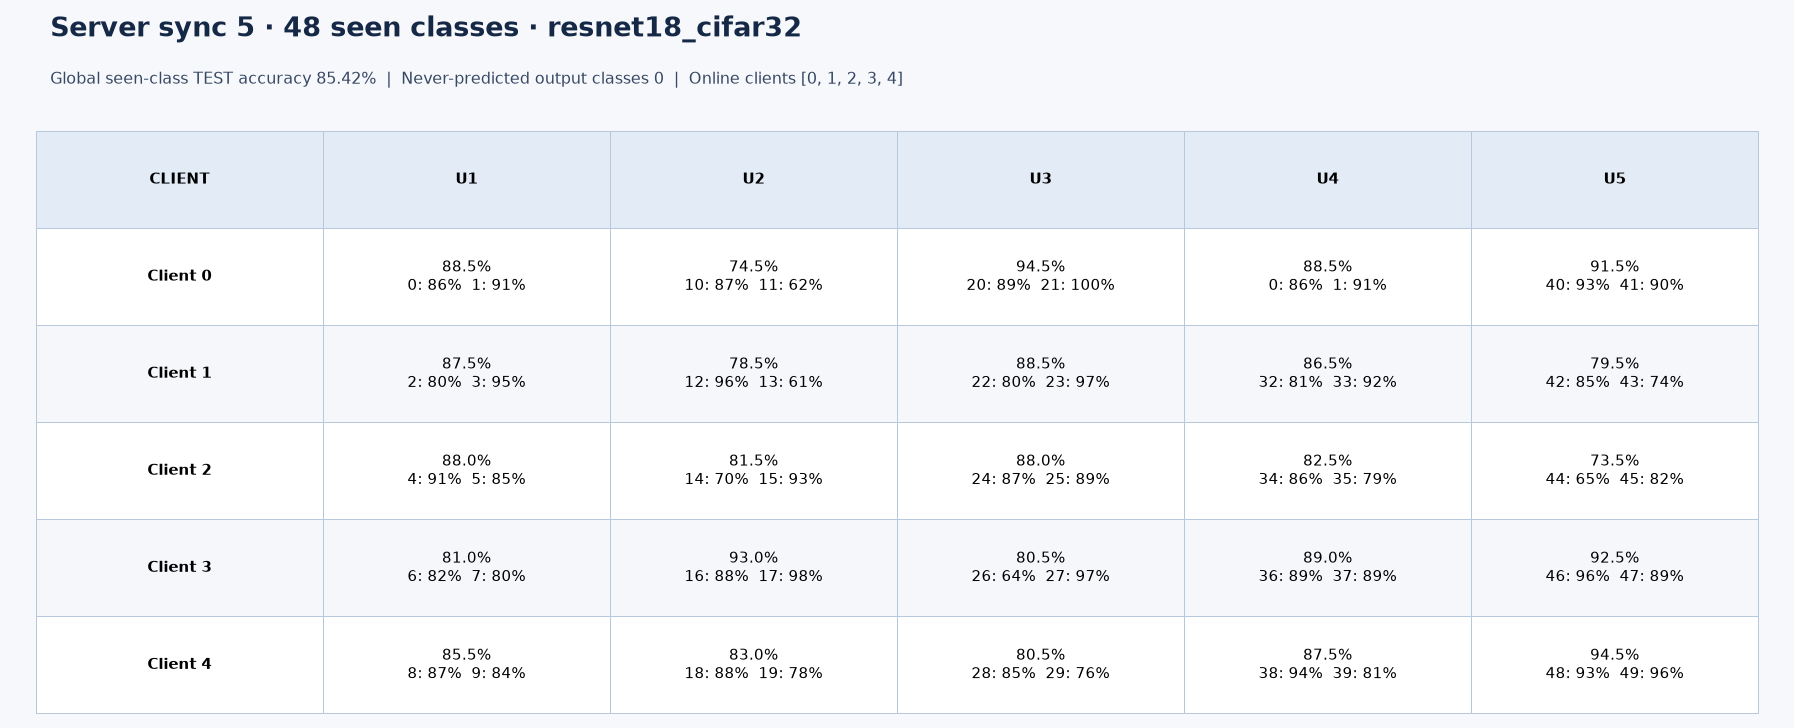 Server sync 5 · 48 seen classes · resnet18_cifar32
Global seen-class TEST accuracy 85.42% | Never-predicted output classes 0 | Online clients [0, 1, 2, 3, 4]
CLIENT U1 U2 U3 U4 U5
Client 0
88.5%
0: 86% 1: 91%
74.5%
10: 87% 11: 62%
94.5%
20: 89% 21: 100%
88.5%
0: 86% 1: 91%
91.5%
40: 93% 41: 90%
Client 1
87.5%
2: 80% 3: 95%
78.5%
12: 96% 13: 61%
88.5%
22: 80% 23: 97%
86.5%
32: 81% 33: 92%
79.5%
42: 85% 43: 74%
Client 2
88.0%
4: 91% 5: 85%
81.5%
14: 70% 15: 93%
88.0%
24: 87% 25: 89%
82.5%
34: 86% 35: 79%
73.5%
44: 65% 45: 82%
Client 3
81.0%
6: 82% 7: 80%
93.0%
16: 88% 17: 98%
80.5%
26: 64% 27: 97%
89.0%
36: 89% 37: 89%
92.5%
46: 96% 47: 89%
Client 4
85.5%
8: 87% 9: 84%
83.0%
18: 88% 19: 78%
80.5%
28: 85% 29: 76%
87.5%
38: 94% 39: 81%
94.5%
48: 93% 49: 96%